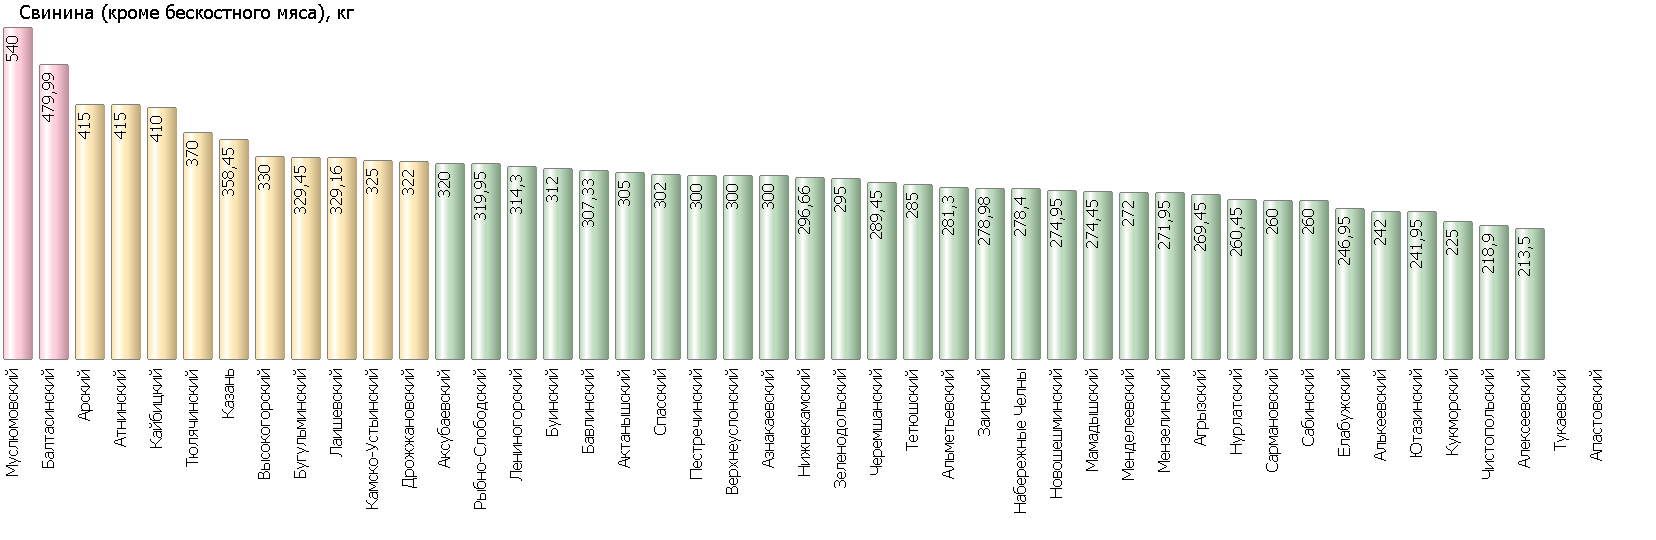 Свинина (кроме бескостного мяса), кг
540
479,99
415
415
410
370
358,45
330
329,45
329,16
325
322
320
319,95
314,3
312
307,33
305
302
300
300
300
296,66
295
289,45
285
281,3
278,98
278,4
274,95
274,45
272
271,95
269,45
260,45
260
260
246,95
242
241,95
225
218,9
213,5
Муслюмовский
Балтасинский
Арский
Атнинский
Кайбицкий
Тюлячинский
Казань
Высокогорский
Бугульминский
Лаишевский
Камско-Устьинский
Дрожжановский
Аксубаевский
Рыбно-Слободский
Лениногорский
Буинский
Бавлинский
Актанышский
Спасский
Пестречинский
Верхнеуслонский
Азнакаевский
Нижнекамский
Зеленодольский
Черемшанский
Тетюшский
Альметьевский
Заинский
Набережные Челны
Новошешминский
Мамадышский
Менделеевский
Мензелинский
Агрызский
Нурлатский
Сармановский
Сабинский
Елабужский
Алькеевский
Ютазинский
Кукморский
Чистопольский
Алексеевский
Тукаевский
Апастовский